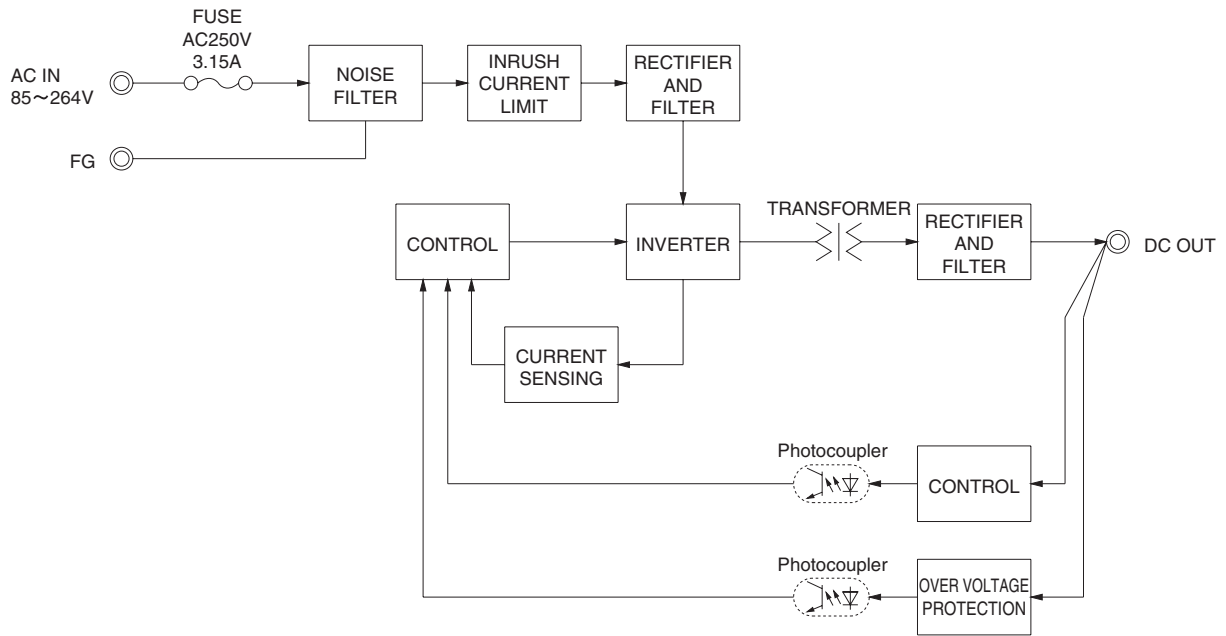 FUSE
AC250V
3.15A
AC IN
85~264V
NOISE
FILTER
INRUSH
CURRENT
LIMIT
RECTIFIER
AND
FILTER
FG
CONTROL
INVERTER
TRANSFORMER
RECTIFIER
AND
FILTER
DC OUT
CURRENT
SENSING
Photocoupler
CONTROL
Photocoupler
OVER VOLTAGE
PROTECTION